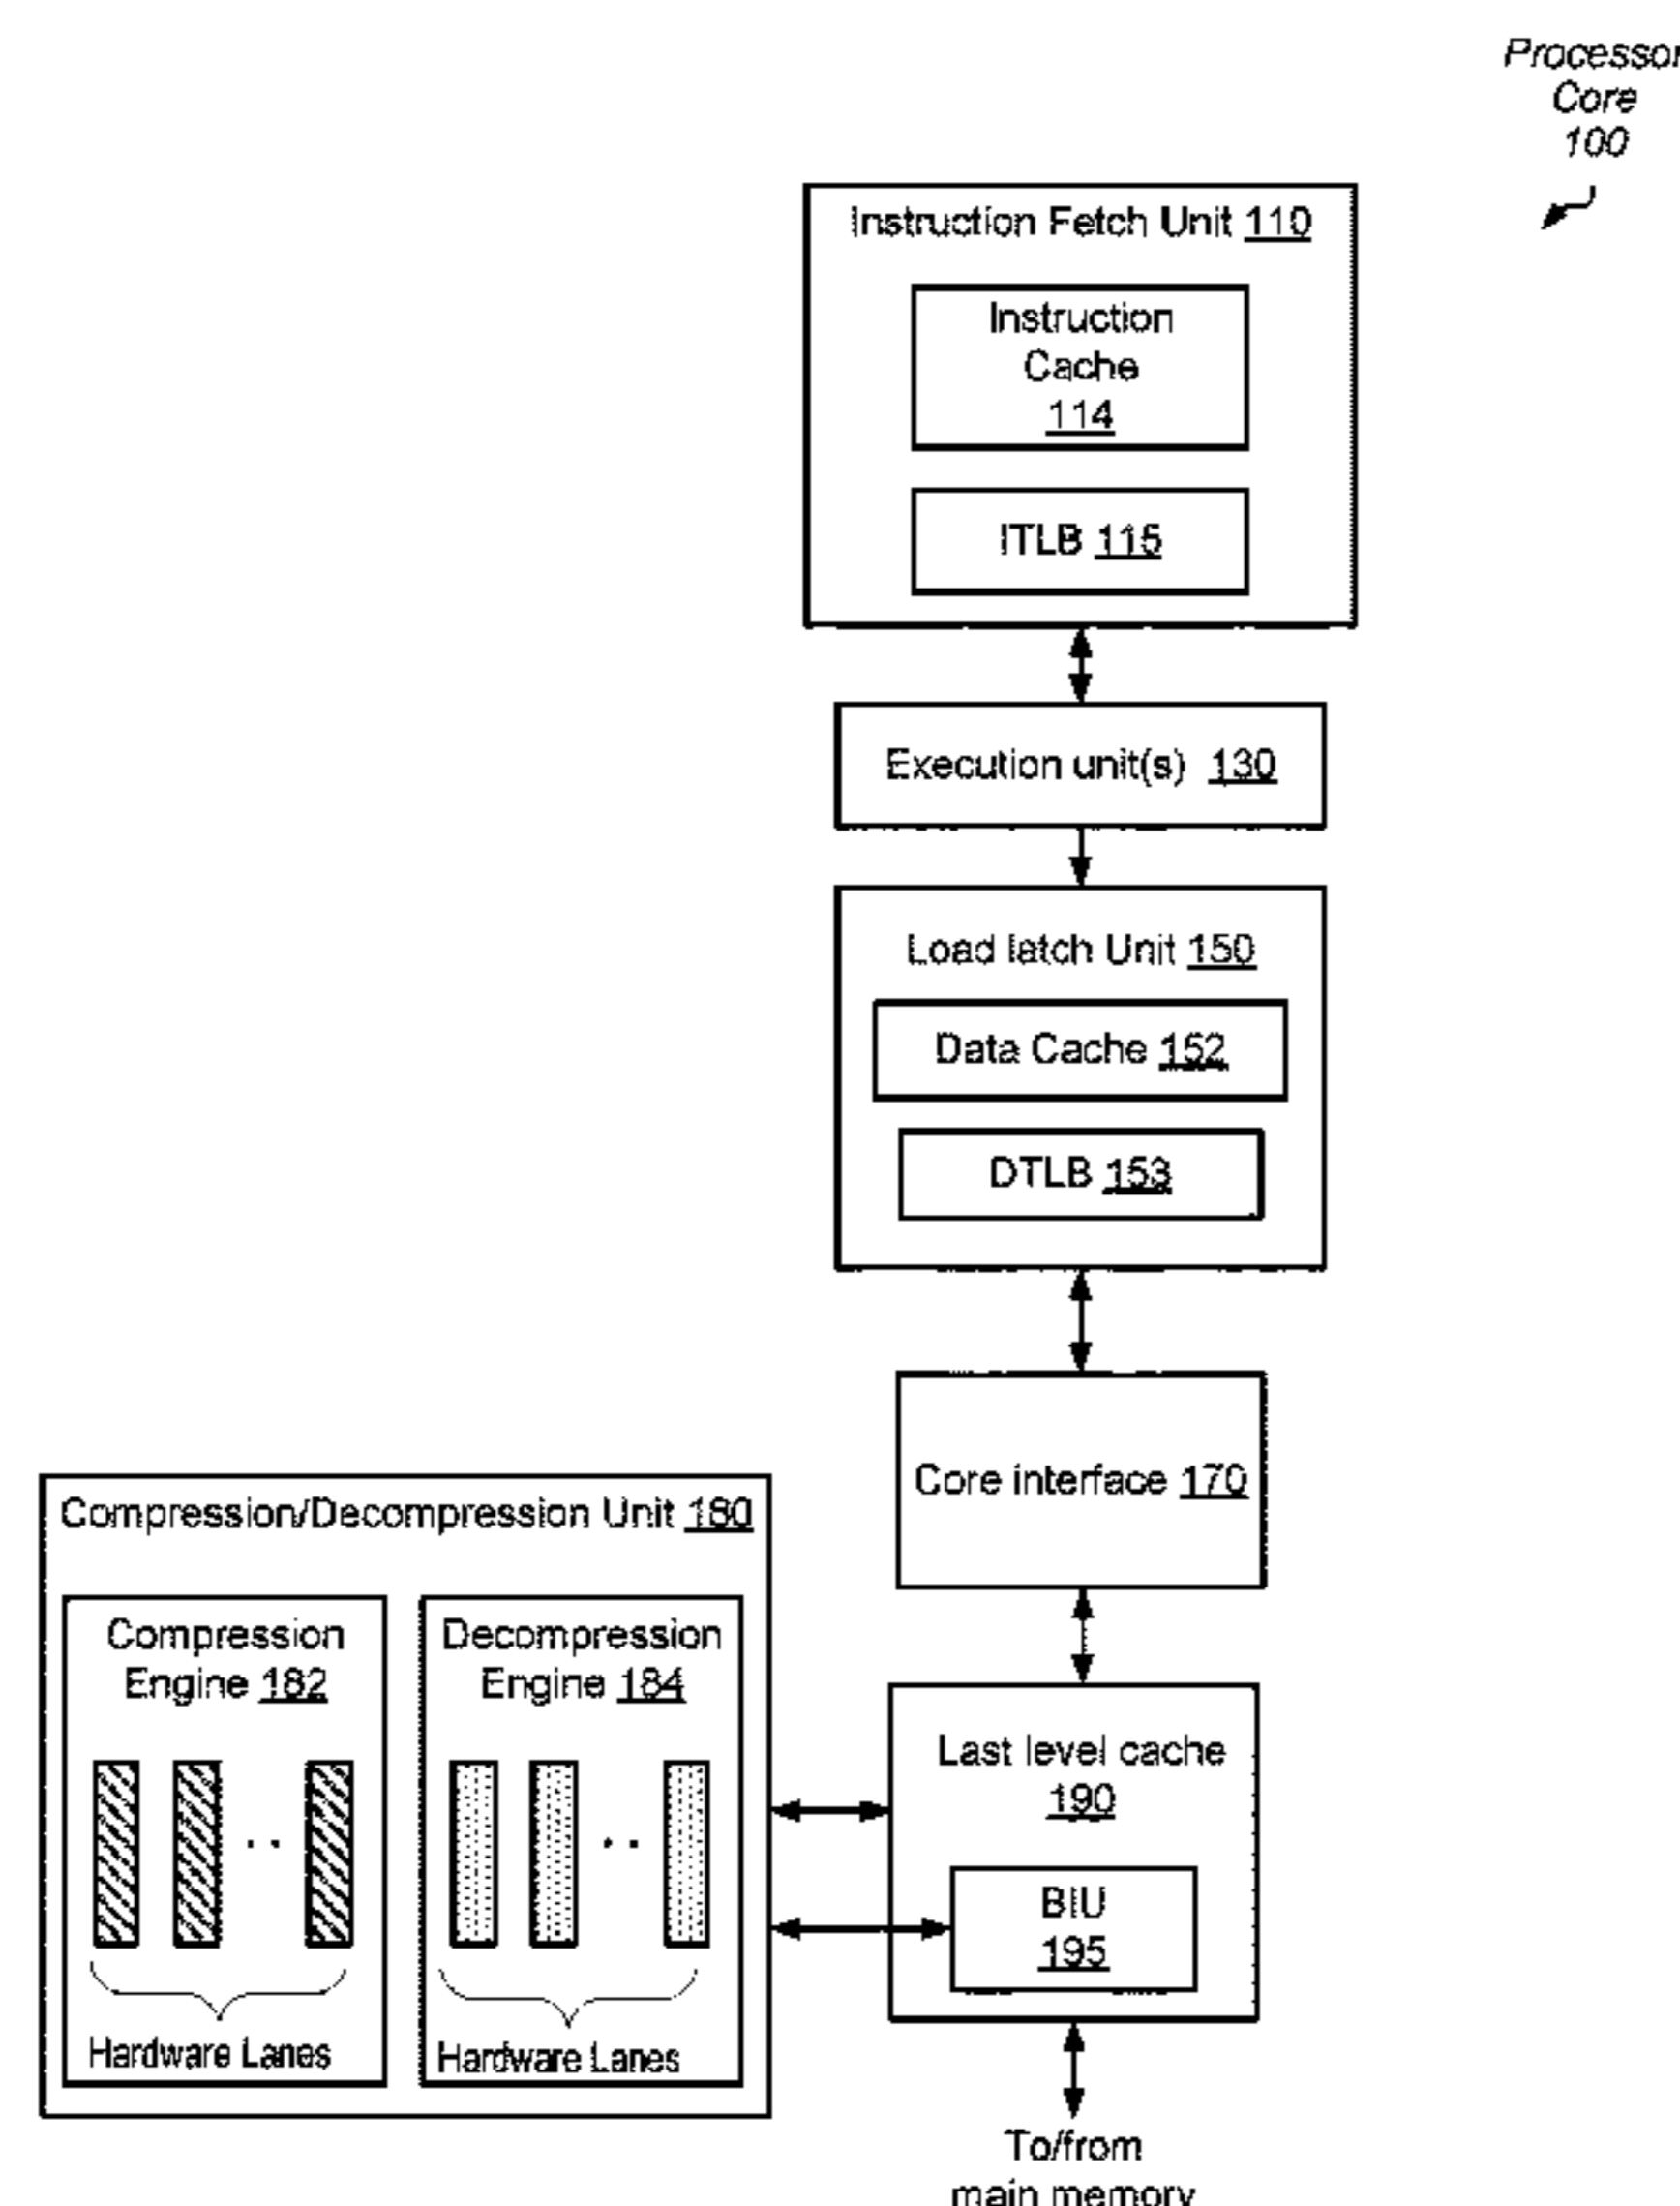 Processor
Core
100
Instruction Fetch Unit 110
Instruction
Cache
114
ITLB 115
Execution unit(s) 130
Load latch Unit 150
Data Cache 152
DTLB 153
Core interface 170
Compression/Decompression Unit 180
Compression
Engine 182
Hardware Lanes
Decompression
Engine 184
Hardware Lanes
Last level cache
190
BIU
195
To/from
main memory